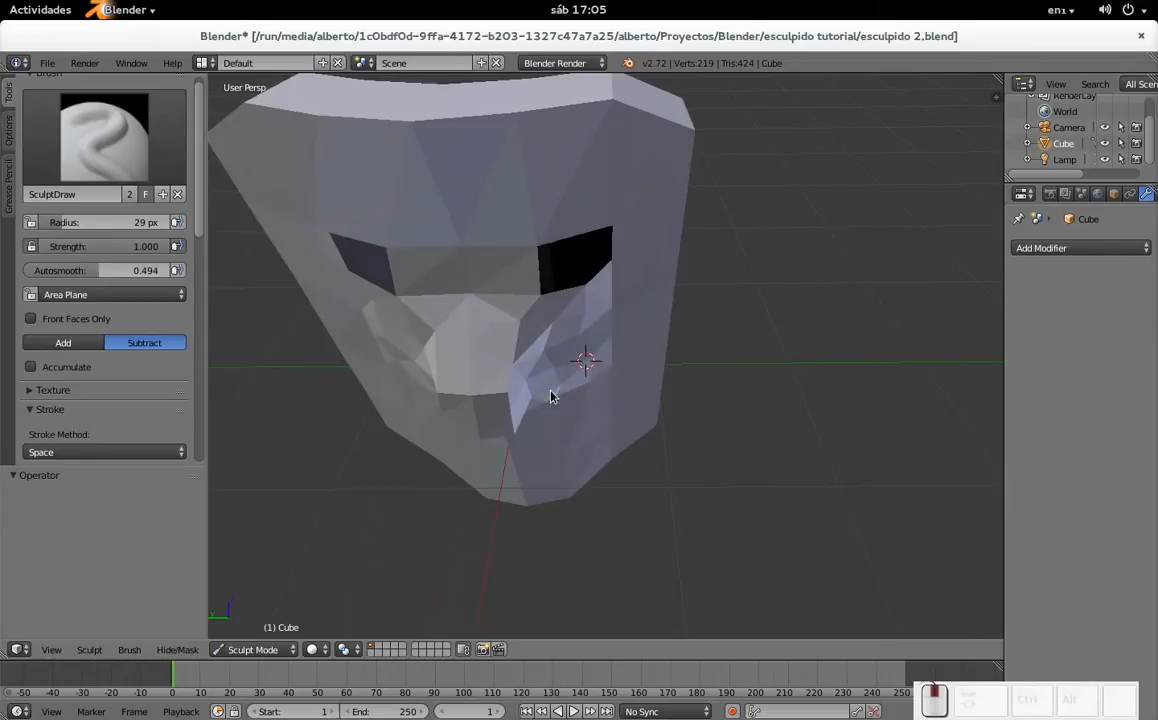 Actividades Blender sáb 17:05 en1
Blender* [/run/media/alberto/1c0bdf0d-9ffa-4172-b203-1327c47a7a25/alberto/Proyectos/Blender/esculpido tutorial/esculpido 2,blend]
File Render Window Help Default Scene Blender Render v2.72 | Verts:219 | Tris:424 | Cube
Brush
User Persp
View Search All Scen
RenderLay
World
Camera
Cube
Lamp
Tools
Options
Grease Pencil
SculptDraw 2 F
Radius: 29 px
Strength: 1.000
Autosmooth: 0.494
Area Plane
Front Faces Only
Add Subtract
Accumulate
Texture
Stroke
Stroke Method:
Space
Operator
Cube
Add Modifier
(1) Cube
View Sculpt Brush Hide/Mask Sculpt Mode
-50 -40 -30 -20 -10 0 10 20 30 40 50 60 70 80 90 100 110 120 130 140 150 160 170 180 190 200 210 220 230 240 250
View Marker Frame Playback Start: 1 End: 250 1 No Sync
Ctrl Alt